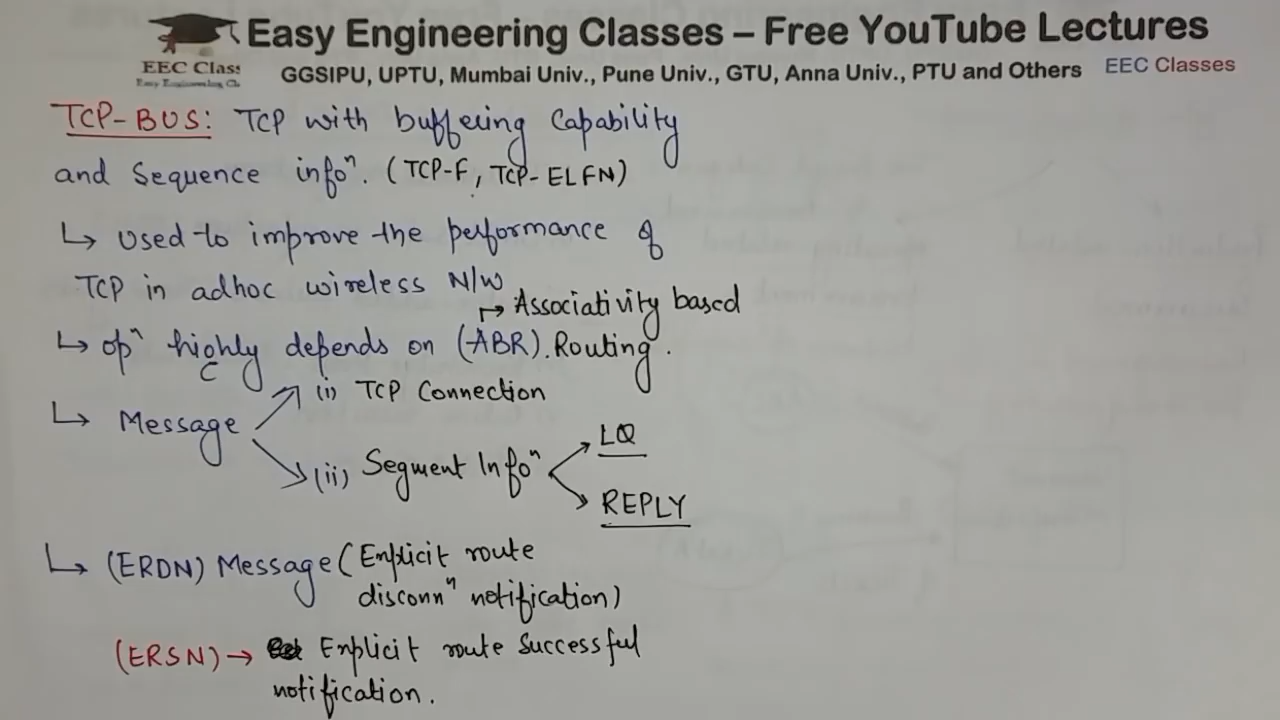 Easy Engineering Classes – Free YouTube Lectures
EEC Class
Easy Engineering Cla
GGSIPU, UPTU, Mumbai Univ., Pune Univ., GTU, Anna Univ., PTU and Others
EEC Classes
TCP-BUS: TCP with buffering Capability
and Sequence infoⁿ. (TCP-F, TCP-ELFN)
↳ Used to improve the performance of
TCP in adhoc wireless N/W
↱ Associativity based
↳ opⁿ highly depends on (ABR). Routing.
(i) TCP Connection
↳ Message
LQ
(ii) Segment Infoⁿ
REPLY
↳ (ERDN) Message (Explicit route
disconnⁿ notification)
(ERSN) → Explicit route Successful
notification.